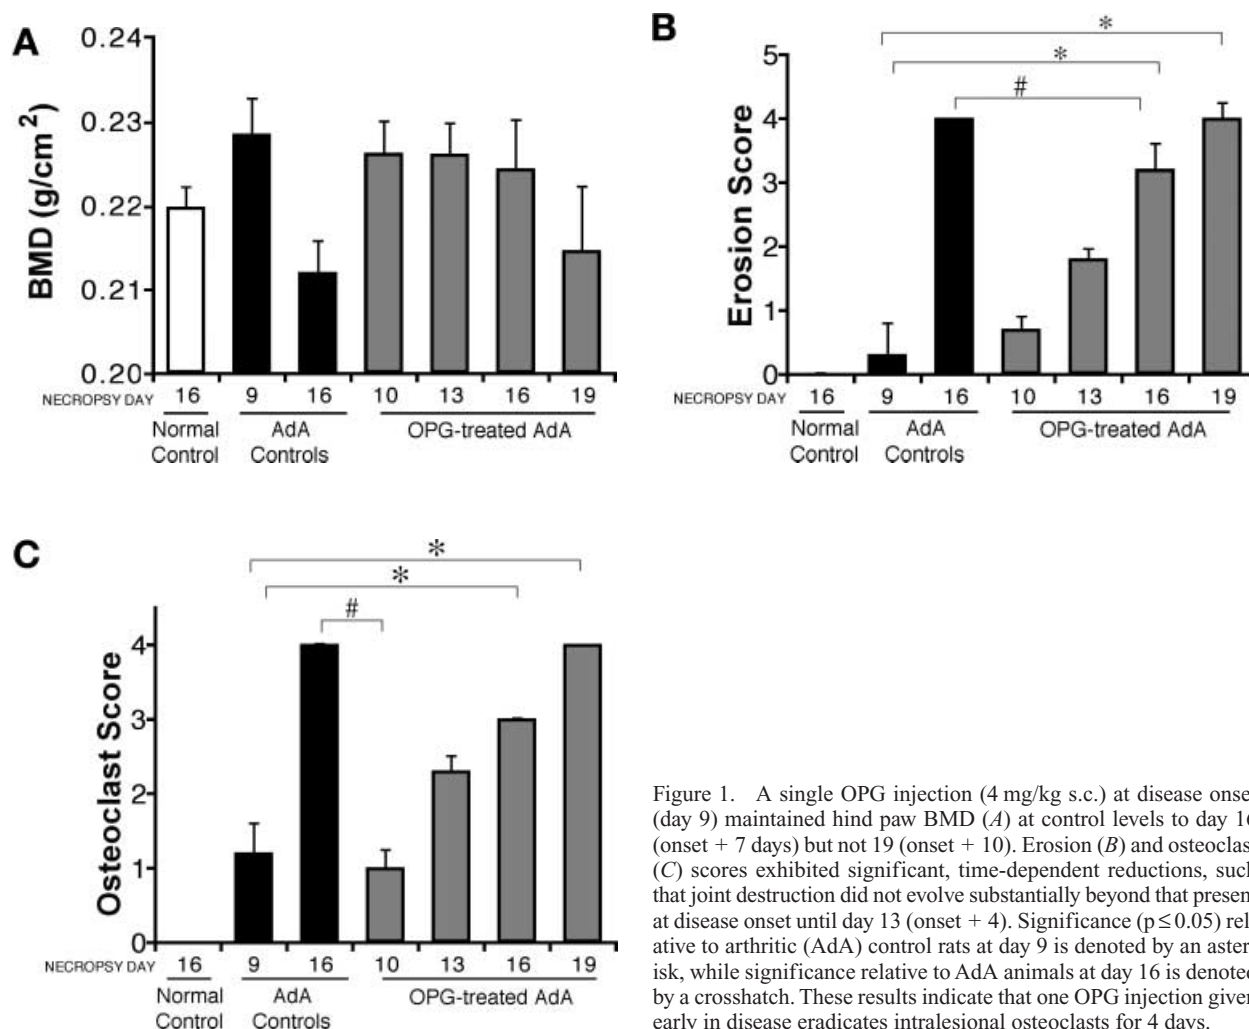 A
0.24
0.23
0.22
0.21
0.20
BMD (g/cm²)
NECROPSY DAY 16 9 16 10 13 16 19
Normal Control
AdA Controls
OPG-treated AdA
B
*
*
#
5
4
3
2
1
0
Erosion Score
NECROPSY DAY 16 9 16 10 13 16 19
Normal Control
AdA Controls
OPG-treated AdA
C
*
*
#
4
3
2
1
0
Osteoclast Score
NECROPSY DAY 16 9 16 10 13 16 19
Normal Control
AdA Controls
OPG-treated AdA
Figure 1. A single OPG injection (4 mg/kg s.c.) at disease onse
(day 9) maintained hind paw BMD (A) at control levels to day 16
(onset + 7 days) but not 19 (onset + 10). Erosion (B) and osteoclas
(C) scores exhibited significant, time-dependent reductions, suc
that joint destruction did not evolve substantially beyond that presen
at disease onset until day 13 (onset + 4). Significance (p ≤ 0.05) rel
ative to arthritic (AdA) control rats at day 9 is denoted by an aster
isk, while significance relative to AdA animals at day 16 is denoted
by a crosshatch. These results indicate that one OPG injection given
early in disease eradicates intralesional osteoclasts for 4 days.